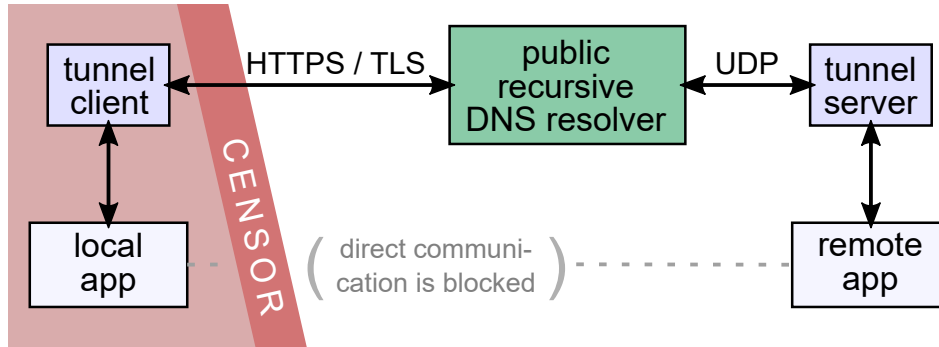 tunnel
client
HTTPS / TLS
public
recursive
DNS resolver
UDP
tunnel
server
CENSOR
local
app
(direct communi-
cation is blocked)
remote
app